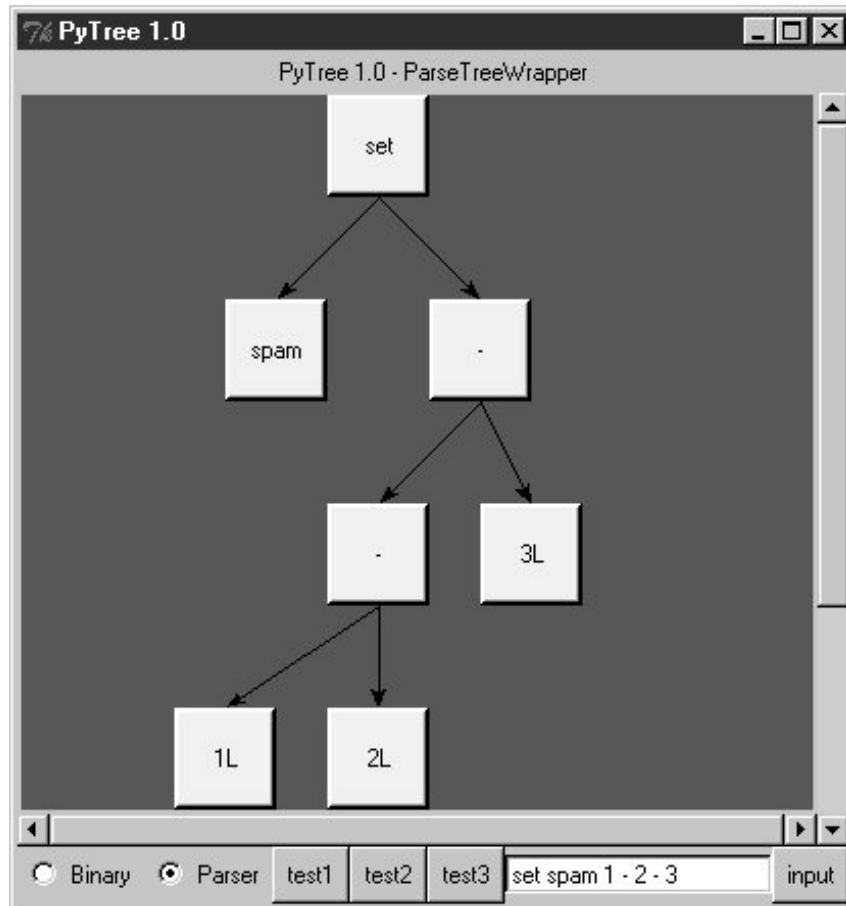 PyTree 1.0
PyTree 1.0 - ParseTreeWrapper
set
spam -
- 3L
1L 2L
Binary Parser test1 test2 test3 set spam 1 - 2 - 3 input